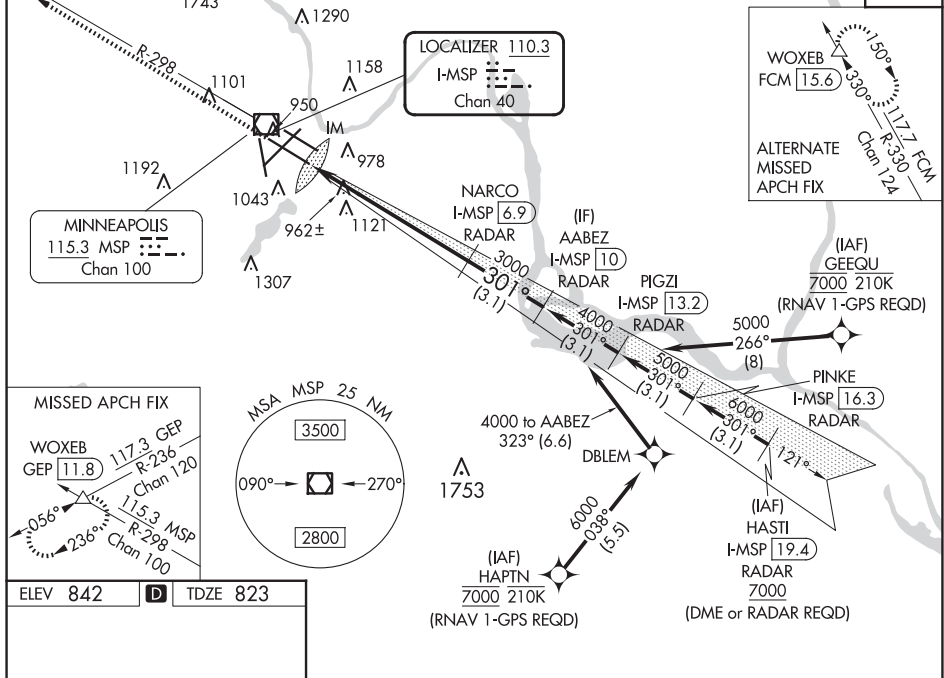 1743
1290
R-298
1101
1158
LOCALIZER 110.3
I-MSP
Chan 40
WOXEB
FCM 15.6
150°
330°
117.7 FCM
R-330
Chan 124
ALTERNATE
MISSED
APCH FIX
950
IM
978
1192
1043
962±
1121
MINNEAPOLIS
115.3 MSP
Chan 100
1307
NARCO
I-MSP 6.9
RADAR
(IF)
AABEZ
I-MSP 10
RADAR
PIGZI
I-MSP 13.2
RADAR
(IAF)
GEEQU
7000 210K
(RNAV 1-GPS REQD)
3000
301°
(3.1)
4000
301°
(3.1)
5000
301°
(3.1)
6000
301°
(3.1)
121°
5000
266°
(8)
PINKE
I-MSP 16.3
RADAR
MISSED APCH FIX
WOXEB
GEP 11.8
117.3 GEP
R-236
Chan 120
056°
236°
115.3 MSP
R-298
Chan 100
MSA MSP 25 NM
3500
090°
270°
2800
1753
4000 to AABEZ
323° (6.6)
DBLEM
6000
038°
(5.5)
(IAF)
HAPTN
7000 210K
(RNAV 1-GPS REQD)
(IAF)
HASTI
I-MSP 19.4
RADAR
7000
(DME or RADAR REQD)
ELEV 842 D TDZE 823